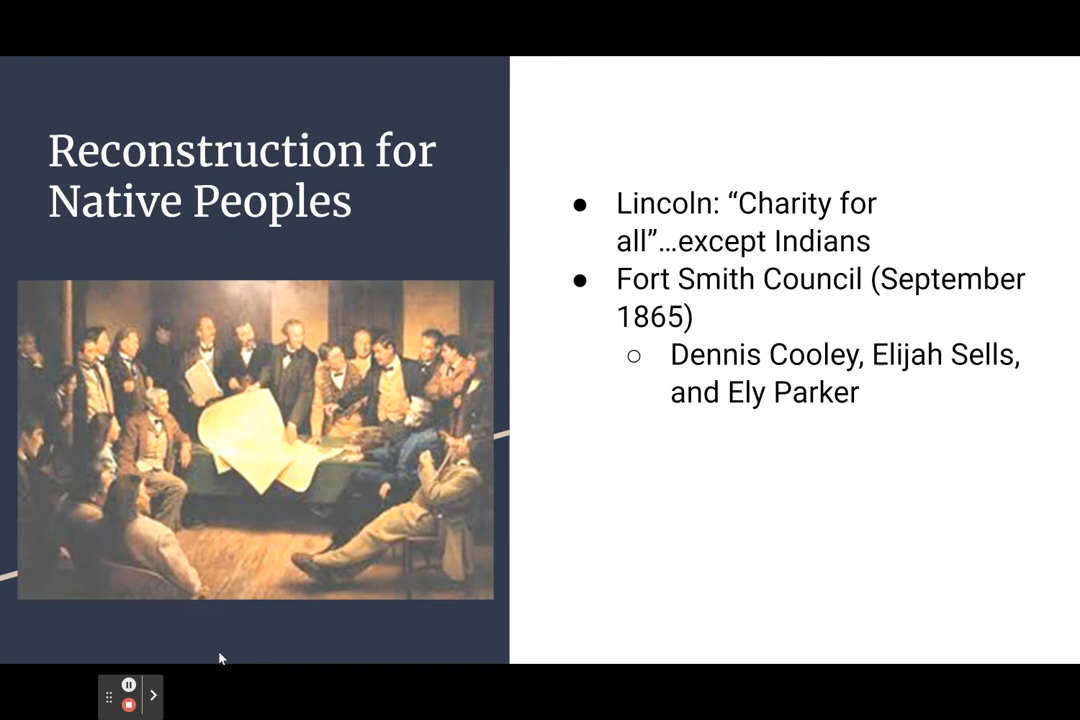 Reconstruction for
Native Peoples
● Lincoln: “Charity for
all”…except Indians
● Fort Smith Council (September
1865)
○ Dennis Cooley, Elijah Sells,
and Ely Parker